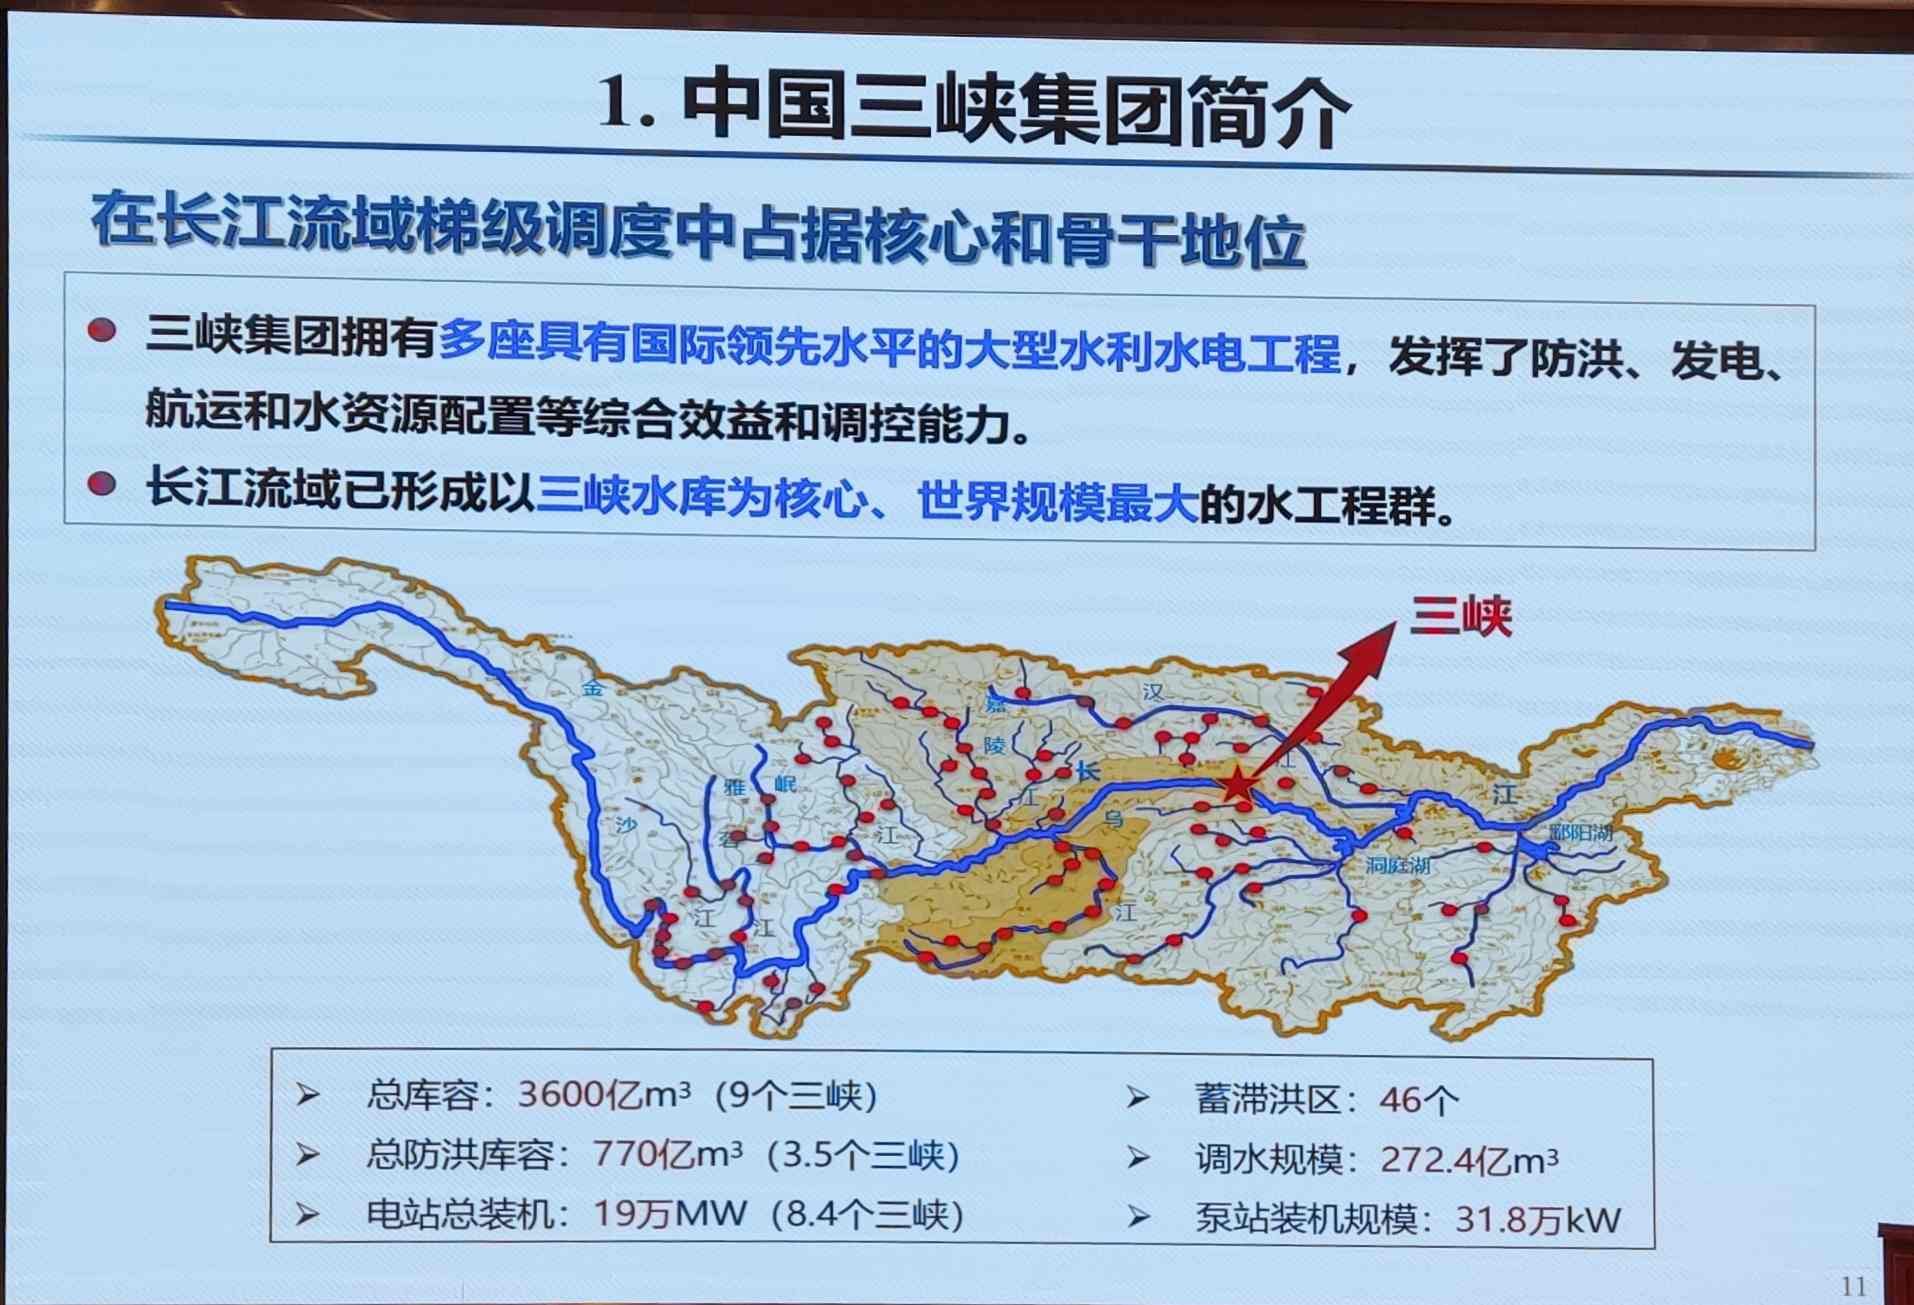 1. 中国三峡集团简介
在长江流域梯级调度中占据核心和骨干地位
三峡集团拥有多座具有国际领先水平的大型水利水电工程，发挥了防洪、发电、
航运和水资源配置等综合效益和调控能力。
长江流域已形成以三峡水库为核心、世界规模最大的水工程群。
三峡
金
汉
嘉
陵
长
江
雅
岷
江
沙
江
乌
砻
江
鄱阳湖
洞庭湖
江
江
江
江
➢ 总库容：3600亿m³（9个三峡）
➢ 总防洪库容：770亿m³（3.5个三峡）
➢ 电站总装机：19万MW（8.4个三峡）
➢ 蓄滞洪区：46个
➢ 调水规模：272.4亿m³
➢ 泵站装机规模：31.8万kW
11